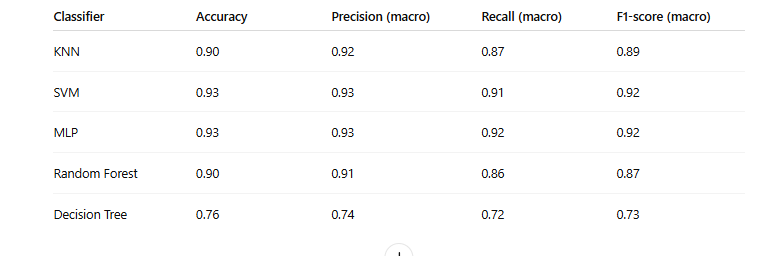 Classifier Accuracy Precision (macro) Recall (macro) F1-score (macro)
KNN 0.90 0.92 0.87 0.89
SVM 0.93 0.93 0.91 0.92
MLP 0.93 0.93 0.92 0.92
Random Forest 0.90 0.91 0.86 0.87
Decision Tree 0.76 0.74 0.72 0.73